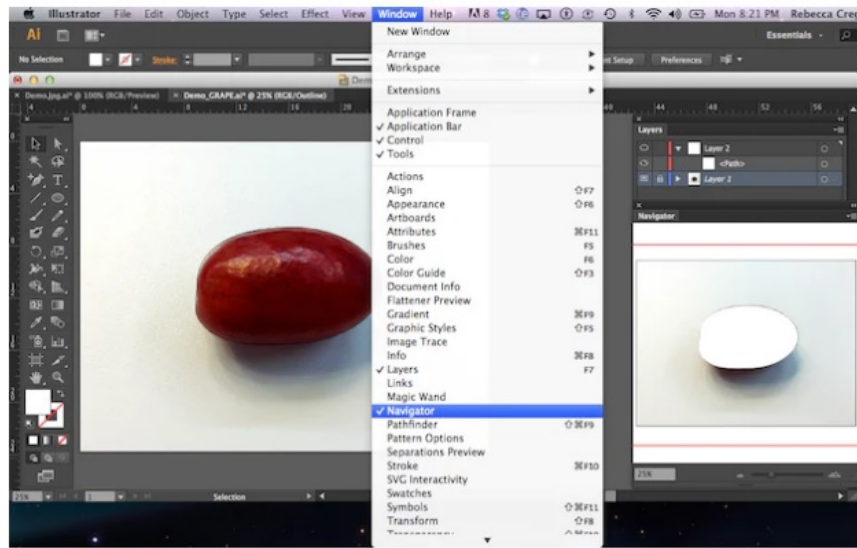 Illustrator File Edit Object Type Select Effect View Window Help 8 Mon 8:21 PM Rebecca
Ai Essentials
No Selection Stroke: Preferences
Demo.jpg.ai* @ 100% (RGB/Preview) × Demo_GRAPE.ai* @ 25% (RGB/Outline)
New Window
Arrange
Workspace
Extensions
Application Frame
✓ Application Bar
✓ Control
✓ Tools
Actions
Align ⇧F7
Appearance ⇧F6
Artboards
Attributes ⌘F11
Brushes F5
Color F6
Color Guide ⇧F3
Document Info
Flattener Preview
Gradient ⌘F9
Graphic Styles ⇧F5
Image Trace
Info ⌘F8
✓ Layers F7
Links
Magic Wand
✓ Navigator
Pathfinder ⇧⌘F9
Pattern Options
Separations Preview
Stroke ⌘F10
SVG Interactivity
Swatches
Symbols ⇧⌘F11
Transform ⇧F8
Layers
Layer 2
<Path>
Layer 1
Navigator
25%
25% 1 Selection